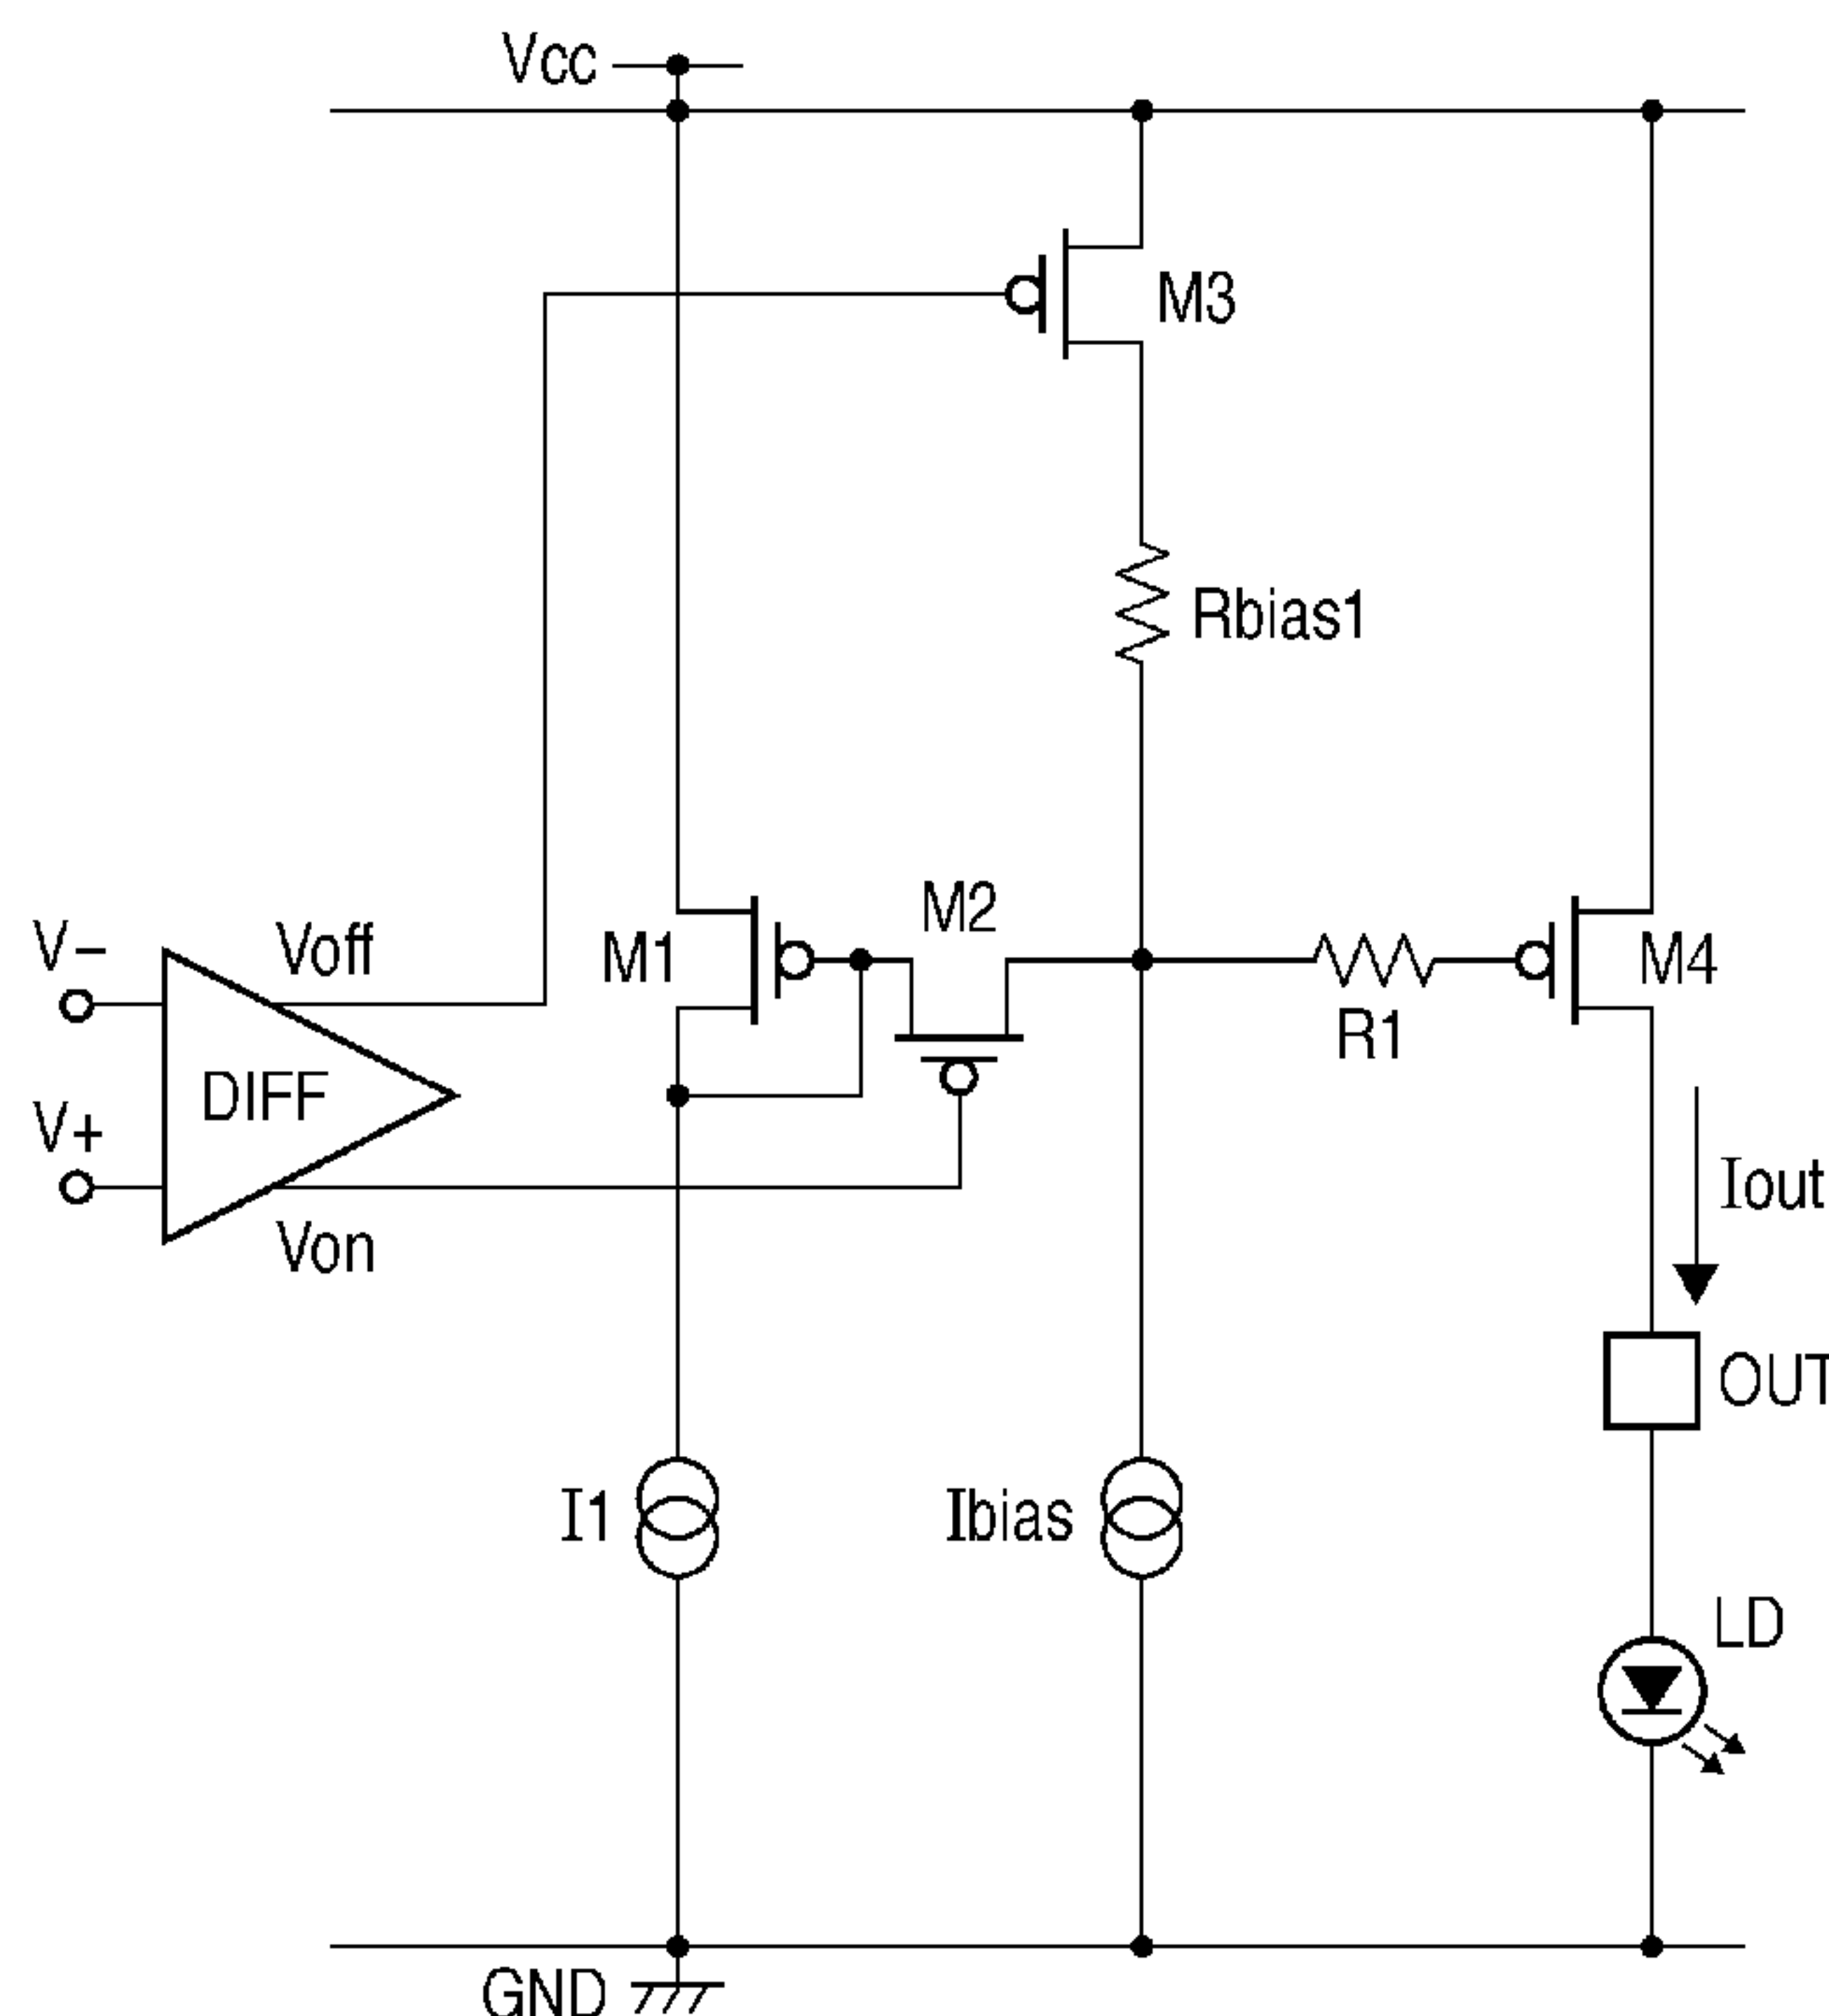 Vcc
M3
Rbias1
M2
V−
Voff
M1
M4
R1
DIFF
V+
Iout
Von
OUT
I1
Ibias
LD
GND